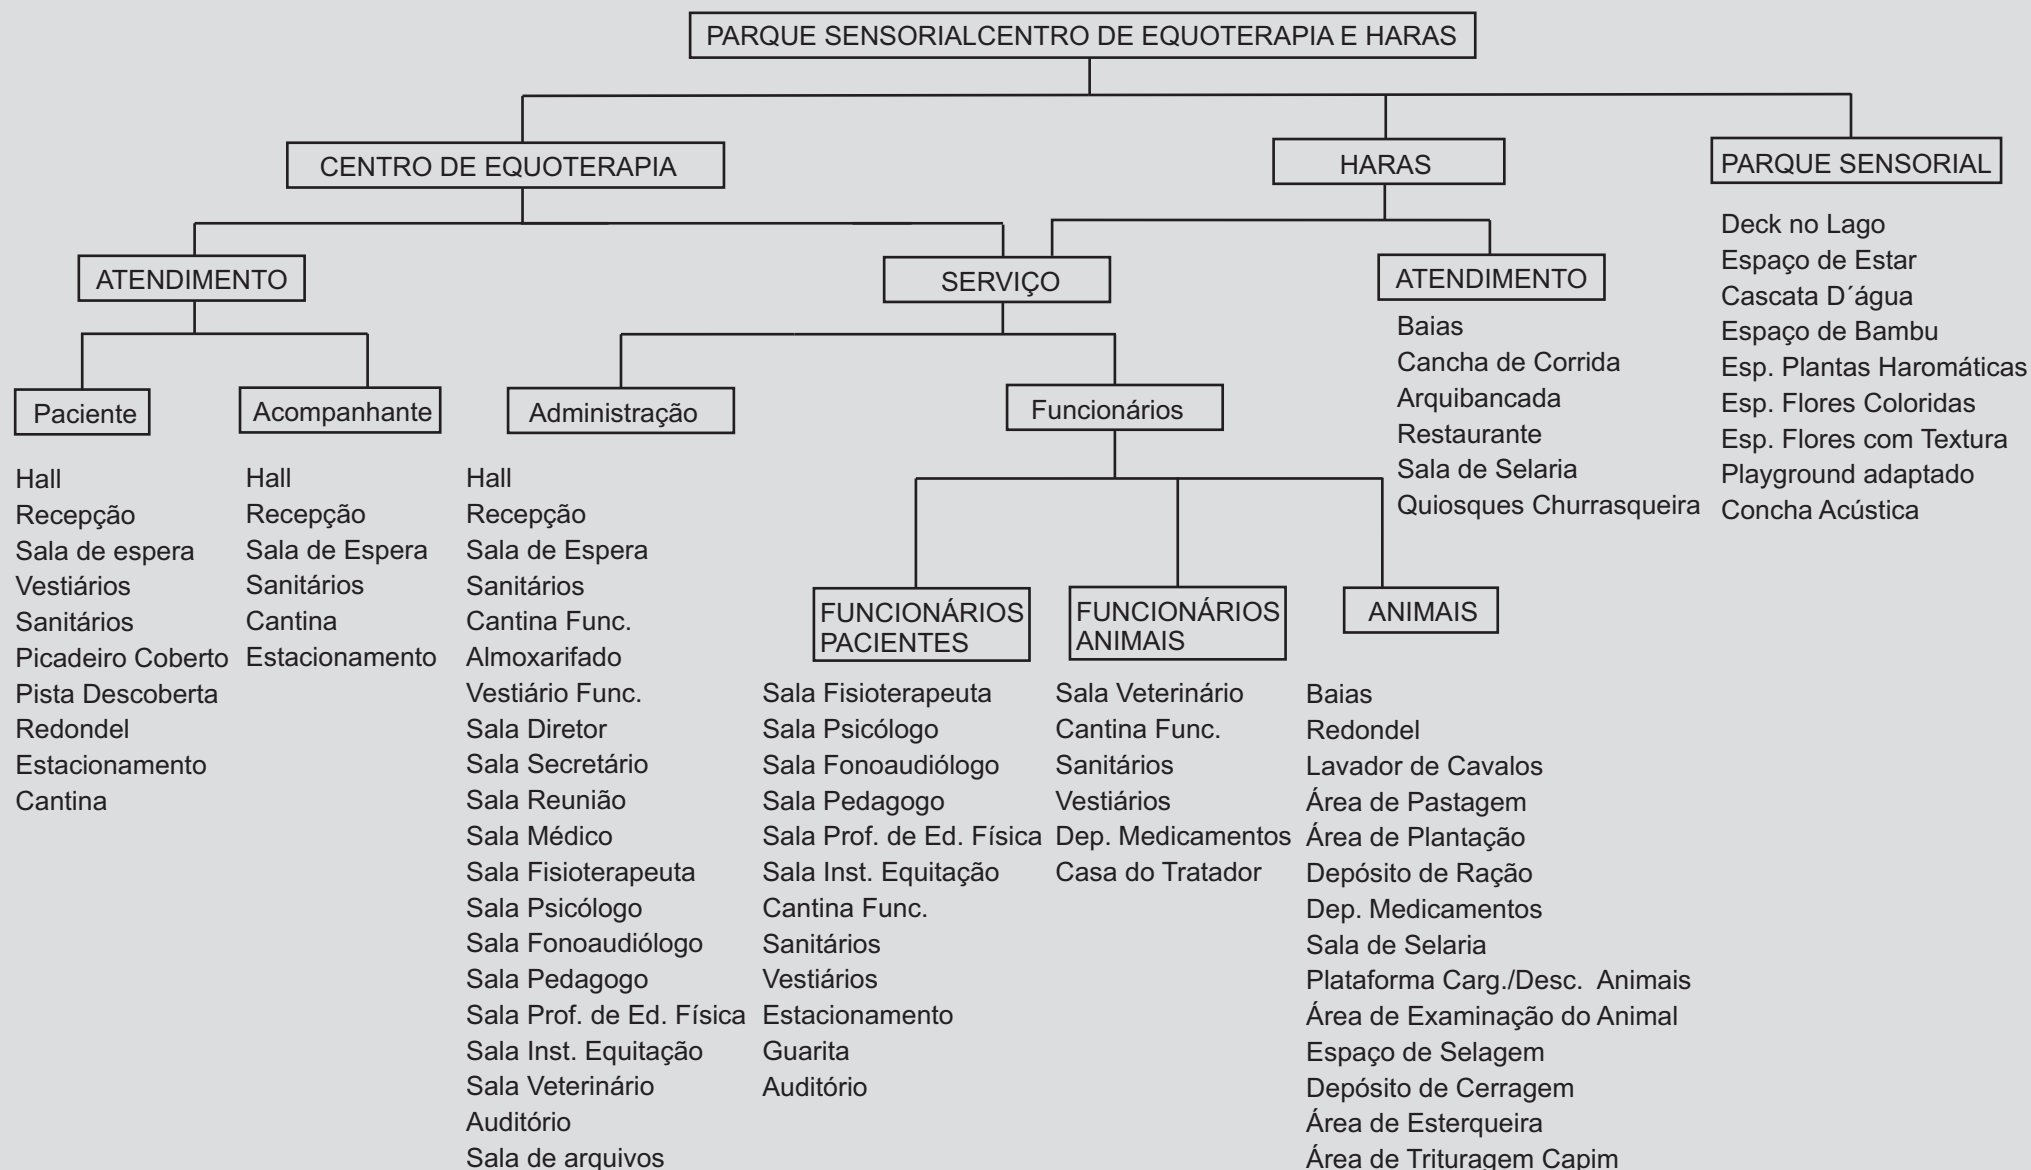 PARQUE SENSORIALCENTRO DE EQUOTERAPIA E HARAS
CENTRO DE EQUOTERAPIA
HARAS
PARQUE SENSORIAL
Deck no Lago
Espaço de Estar
Cascata D´água
Espaço de Bambu
Esp. Plantas Haromáticas
Esp. Flores Coloridas
Esp. Flores com Textura
Playground adaptado
Concha Acústica
ATENDIMENTO
SERVIÇO
ATENDIMENTO
Baias
Cancha de Corrida
Arquibancada
Restaurante
Sala de Selaria
Quiosques Churrasqueira
Paciente
Acompanhante
Administração
Funcionários
Hall
Recepção
Sala de espera
Vestiários
Sanitários
Picadeiro Coberto
Pista Descoberta
Redondel
Estacionamento
Cantina
Hall
Recepção
Sala de Espera
Sanitários
Cantina
Estacionamento
Hall
Recepção
Sala de Espera
Sanitários
Cantina Func.
Almoxarifado
Vestiário Func.
Sala Diretor
Sala Secretário
Sala Reunião
Sala Médico
Sala Fisioterapeuta
Sala Psicólogo
Sala Fonoaudiólogo
Sala Pedagogo
Sala Prof. de Ed. Física
Sala Inst. Equitação
Sala Veterinário
Auditório
Sala de arquivos
FUNCIONÁRIOS
PACIENTES
Sala Fisioterapeuta
Sala Psicólogo
Sala Fonoaudiólogo
Sala Pedagogo
Sala Prof. de Ed. Física
Sala Inst. Equitação
Cantina Func.
Sanitários
Vestiários
Estacionamento
Guarita
Auditório
FUNCIONÁRIOS
ANIMAIS
Sala Veterinário
Cantina Func.
Sanitários
Vestiários
Dep. Medicamentos
Casa do Tratador
ANIMAIS
Baias
Redondel
Lavador de Cavalos
Área de Pastagem
Área de Plantação
Depósito de Ração
Dep. Medicamentos
Sala de Selaria
Plataforma Carg./Desc. Animais
Área de Examinação do Animal
Espaço de Selagem
Depósito de Cerragem
Área de Esterqueira
Área de Trituragem Capim